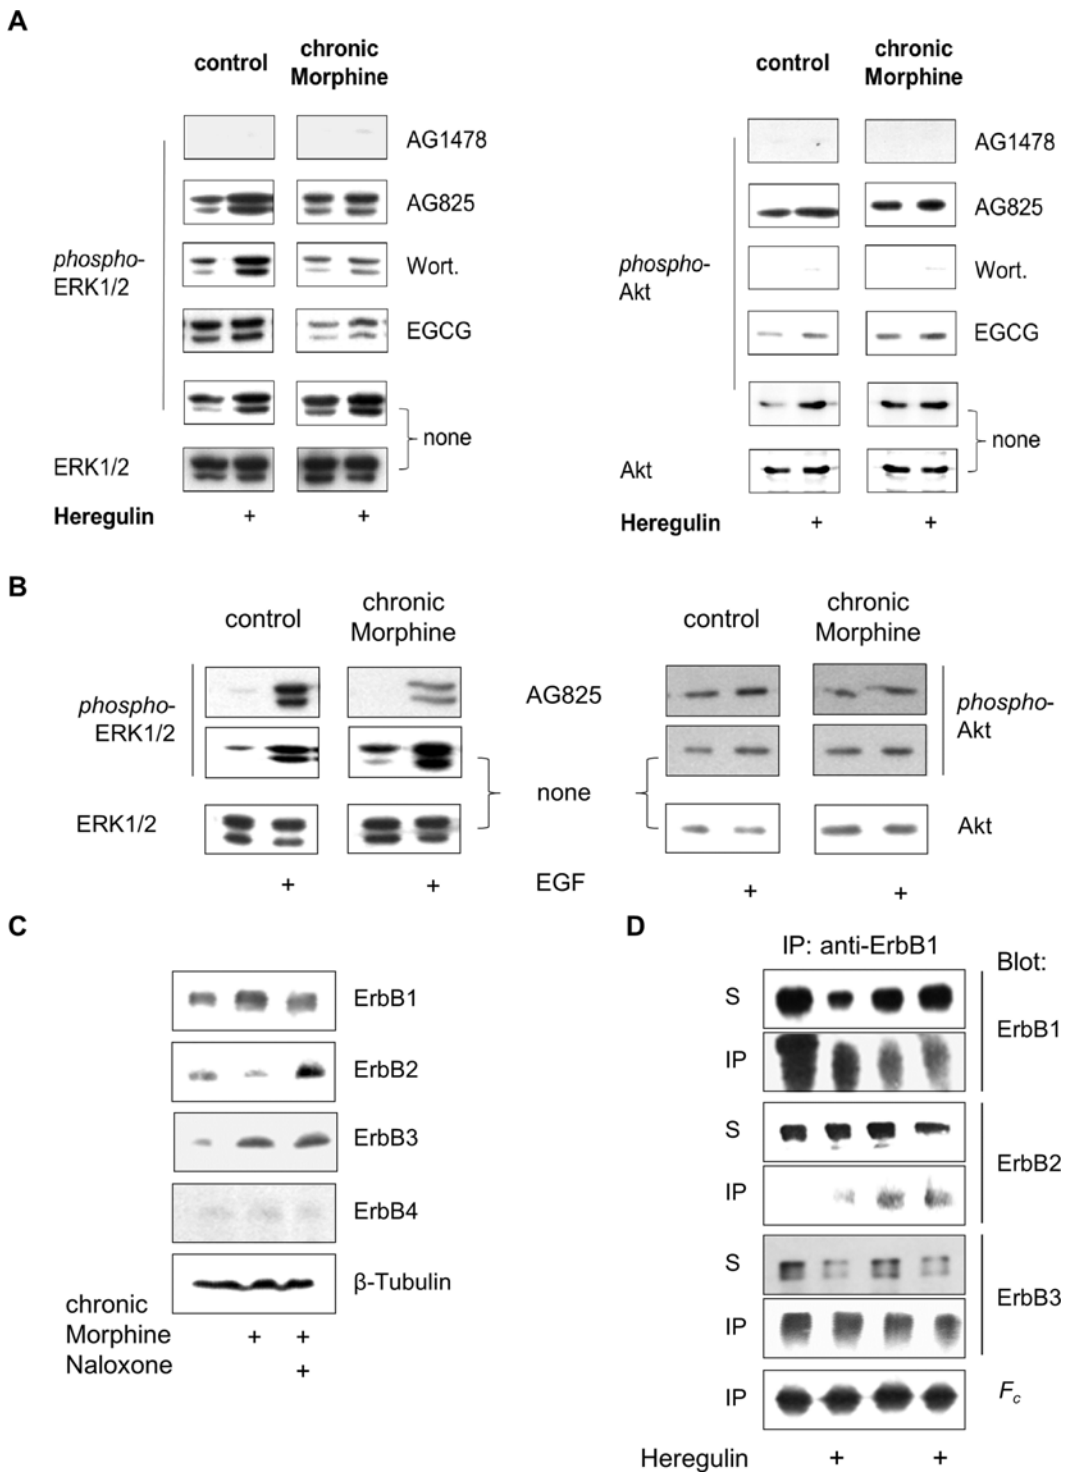 A
control
chronic
Morphine
AG1478
AG825
phospho-
ERK1/2
Wort.
EGCG
none
ERK1/2
Heregulin + +
control
chronic
Morphine
AG1478
AG825
phospho-
Akt
Wort.
EGCG
none
Akt
Heregulin + +
B
control
chronic
Morphine
control
chronic
Morphine
phospho-
ERK1/2
AG825
phospho-
Akt
none
ERK1/2
Akt
+ + EGF + +
C
ErbB1
ErbB2
ErbB3
ErbB4
β-Tubulin
chronic
Morphine + +
Naloxone +
D
IP: anti-ErbB1
Blot:
S
ErbB1
IP
S
ErbB2
IP
S
ErbB3
IP
IP Fc
Heregulin + +